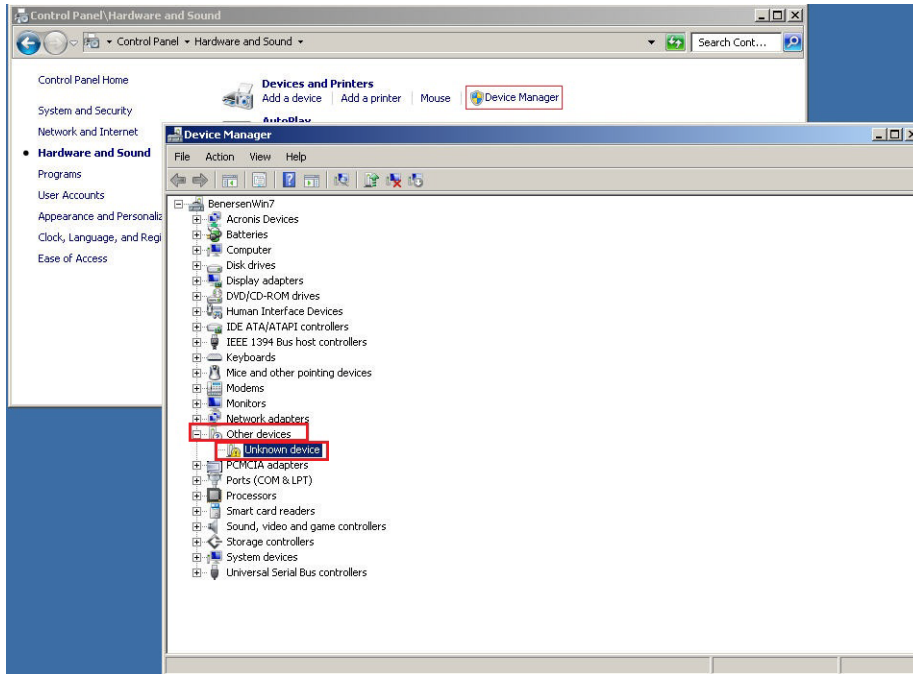 Control Panel\Hardware and Sound
Control Panel
Hardware and Sound
Search Cont...
Control Panel Home
System and Security
Network and Internet
Hardware and Sound
Programs
User Accounts
Appearance and Personaliz
Clock, Language, and Regi
Ease of Access
Devices and Printers
Add a device
Add a printer
Mouse
Device Manager
AutoPlay
Device Manager
File Action View Help
BenersenWin7
Acronis Devices
Batteries
Computer
Disk drives
Display adapters
DVD/CD-ROM drives
Human Interface Devices
IDE ATA/ATAPI controllers
IEEE 1394 Bus host controllers
Keyboards
Mice and other pointing devices
Modems
Monitors
Network adapters
Other devices
Unknown device
PCMCIA adapters
Ports (COM & LPT)
Processors
Smart card readers
Sound, video and game controllers
Storage controllers
System devices
Universal Serial Bus controllers